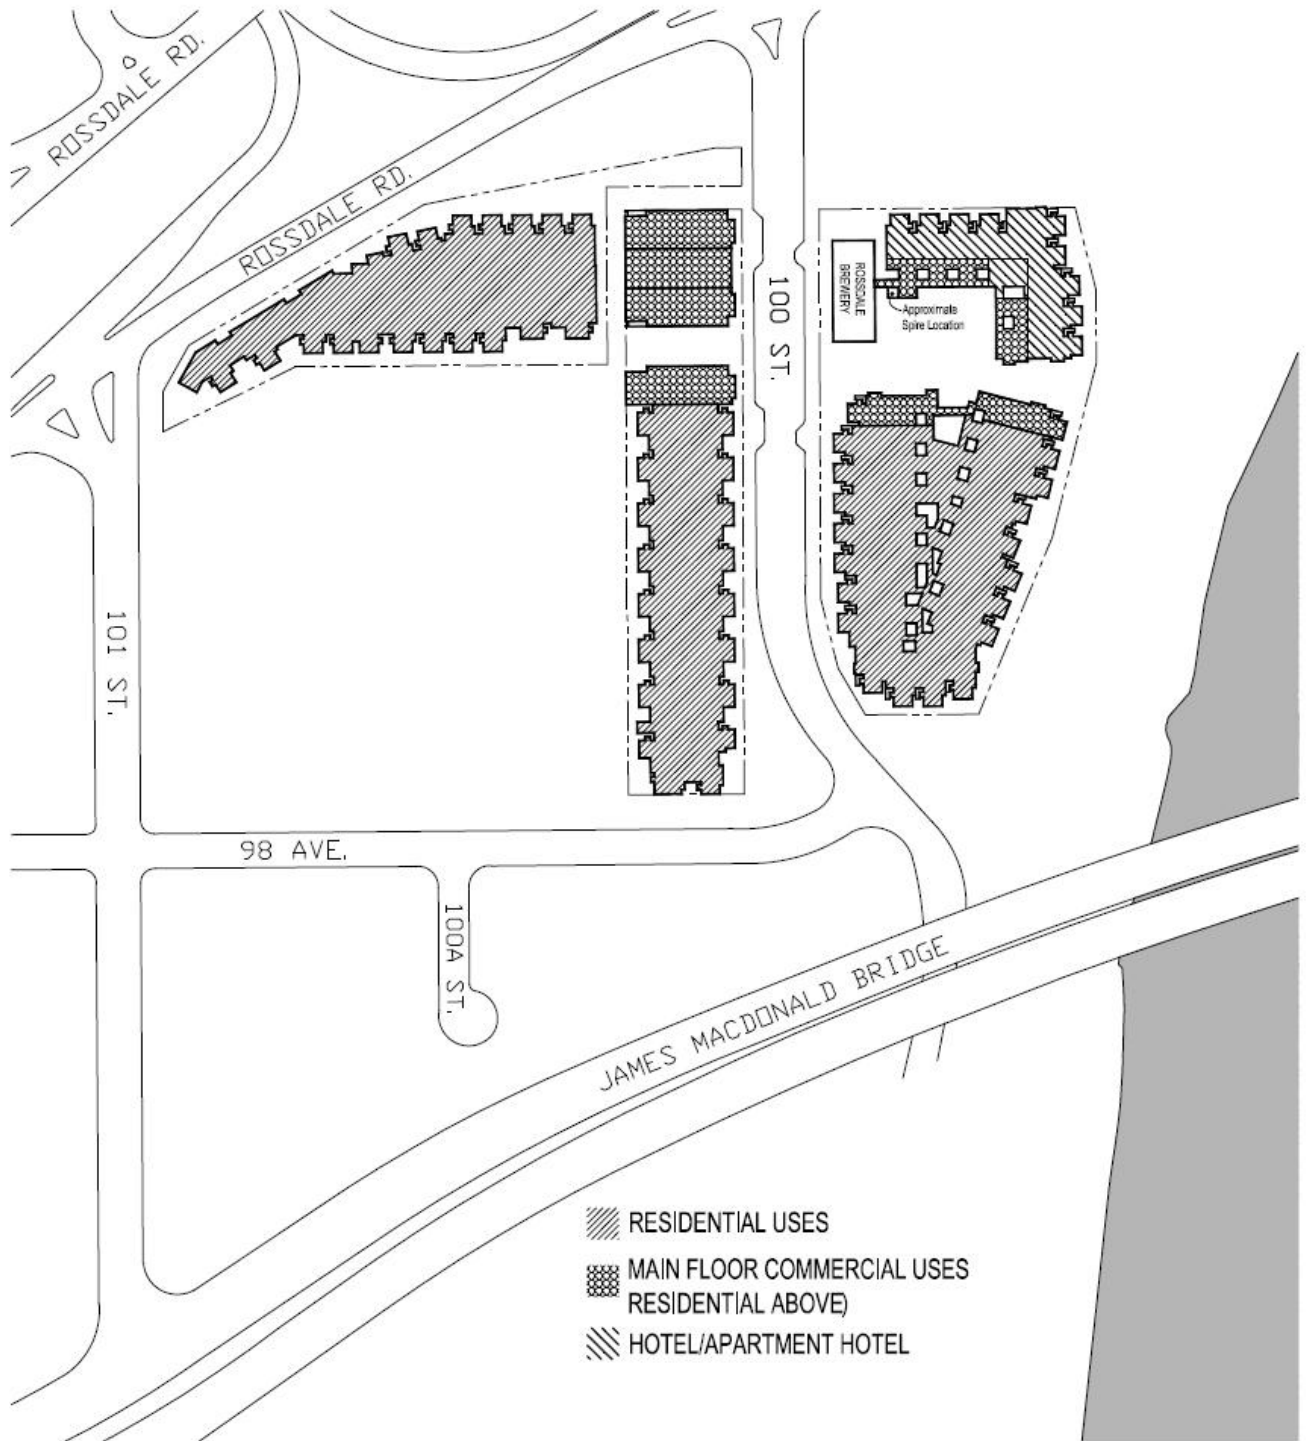 ROSSDALE RD.
ROSSDALE RD.
100 ST.
ROSSDALE
BREWERY
Approximate
Spire Location
101 ST.
98 AVE.
100A ST.
JAMES MACDONALD BRIDGE
RESIDENTIAL USES
MAIN FLOOR COMMERCIAL USES
RESIDENTIAL ABOVE)
HOTEL/APARTMENT HOTEL